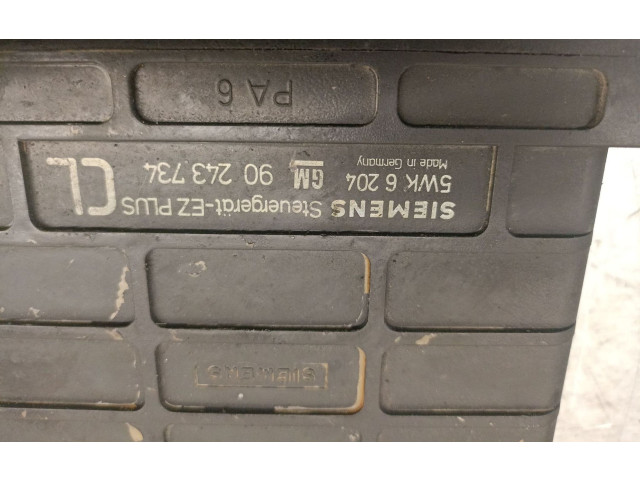 SIEMENS Steuergerät-EZ PLUS CL
5WK 6 204 GM 90 243 734
Made in Germany
PA 6
SIEMENS